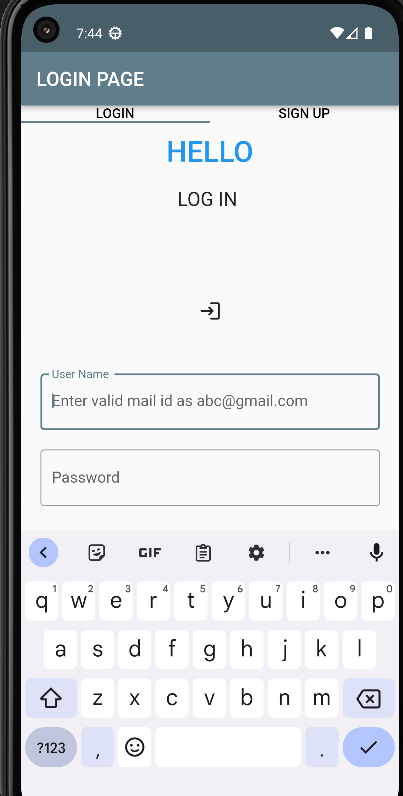 7:44
LOGIN PAGE
LOGIN SIGN UP
HELLO
LOG IN
User Name
Enter valid mail id as abc@gmail.com
Password
GIF
1 2 3 4 5 6 7 8 9 0
q w e r t y u i o p
a s d f g h j k l
z x c v b n m
?123 , .